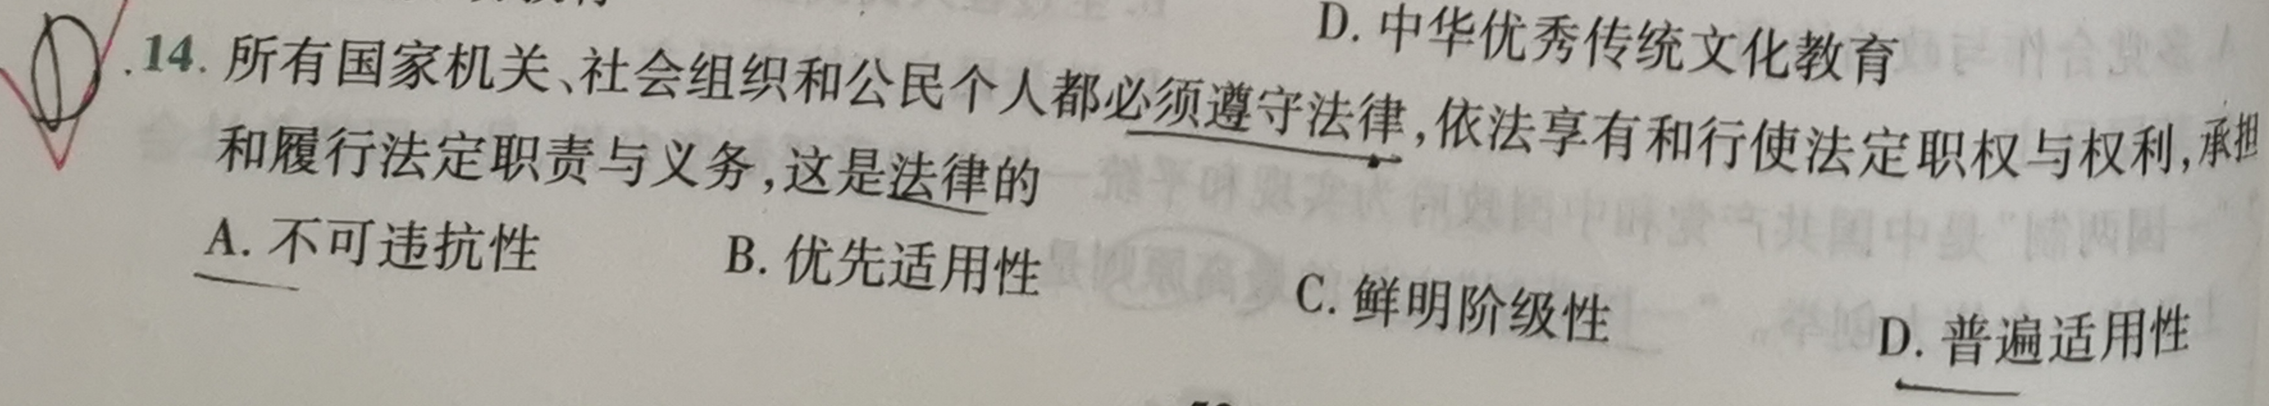 D. 中华优秀传统文化教育
14. 所有国家机关、社会组织和公民个人都必须遵守法律,依法享有和行使法定职权与权利,承担
和履行法定职责与义务,这是法律的
A. 不可违抗性 B. 优先适用性 C. 鲜明阶级性 D. 普遍适用性